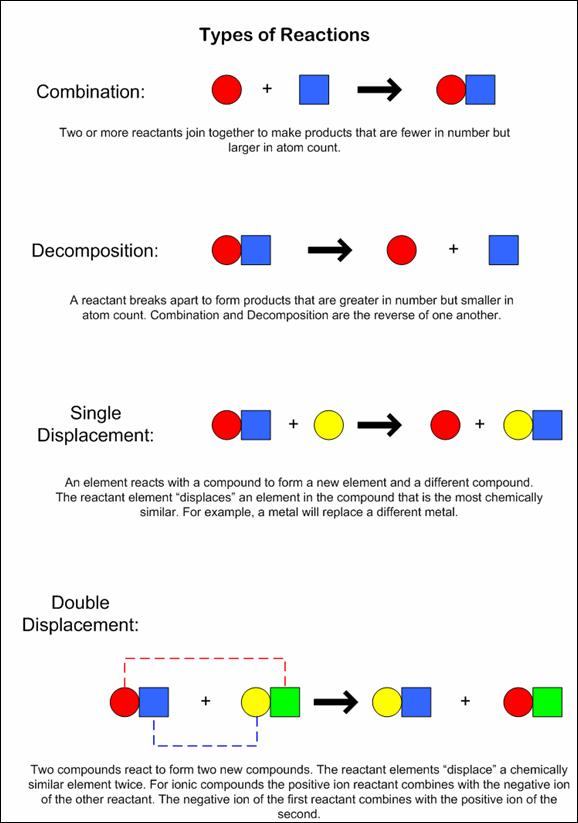 Types of Reactions
Combination:
+
Two or more reactants join together to make products that are fewer in number but
larger in atom count.
Decomposition:
+
A reactant breaks apart to form products that are greater in number but smaller in
atom count. Combination and Decomposition are the reverse of one another.
Single
Displacement:
+ +
An element reacts with a compound to form a new element and a different compound.
The reactant element “displaces” an element in the compound that is the most chemically
similar. For example, a metal will replace a different metal.
Double
Displacement:
+ +
Two compounds react to form two new compounds. The reactant elements “displace” a chemically
similar element twice. For ionic compounds the positive ion reactant combines with the negative ion
of the other reactant. The negative ion of the first reactant combines with the positive ion of the
second.